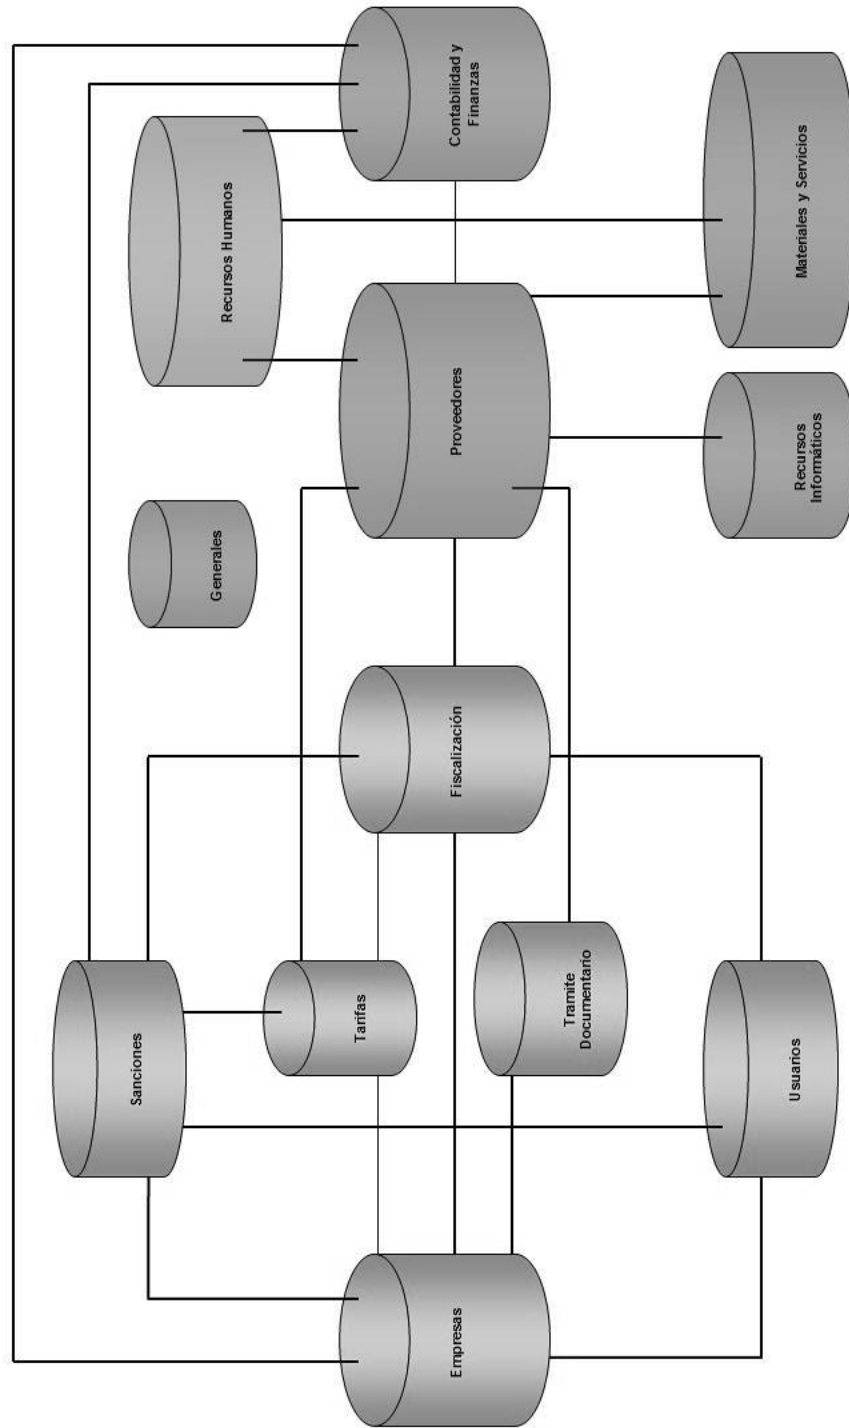 Sanciones
Generales
Recursos Humanos
Tarifas
Empresas
Fiscalización
Proveedores
Contabilidad y
Finanzas
Tramite
Documentario
Usuarios
Recursos
Informáticos
Materiales y Servicios